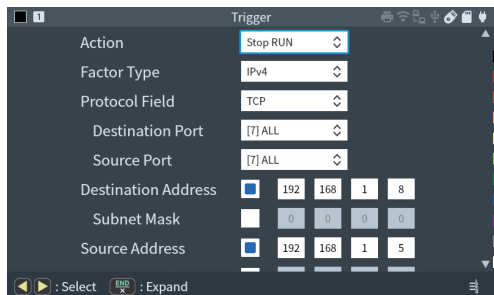 1 Trigger
Action Stop RUN
Factor Type IPv4
Protocol Field TCP
Destination Port [7] ALL
Source Port [7] ALL
Destination Address 192 168 1 8
Subnet Mask 0 0 0 0
Source Address 192 168 1 5
: Select END × : Expand